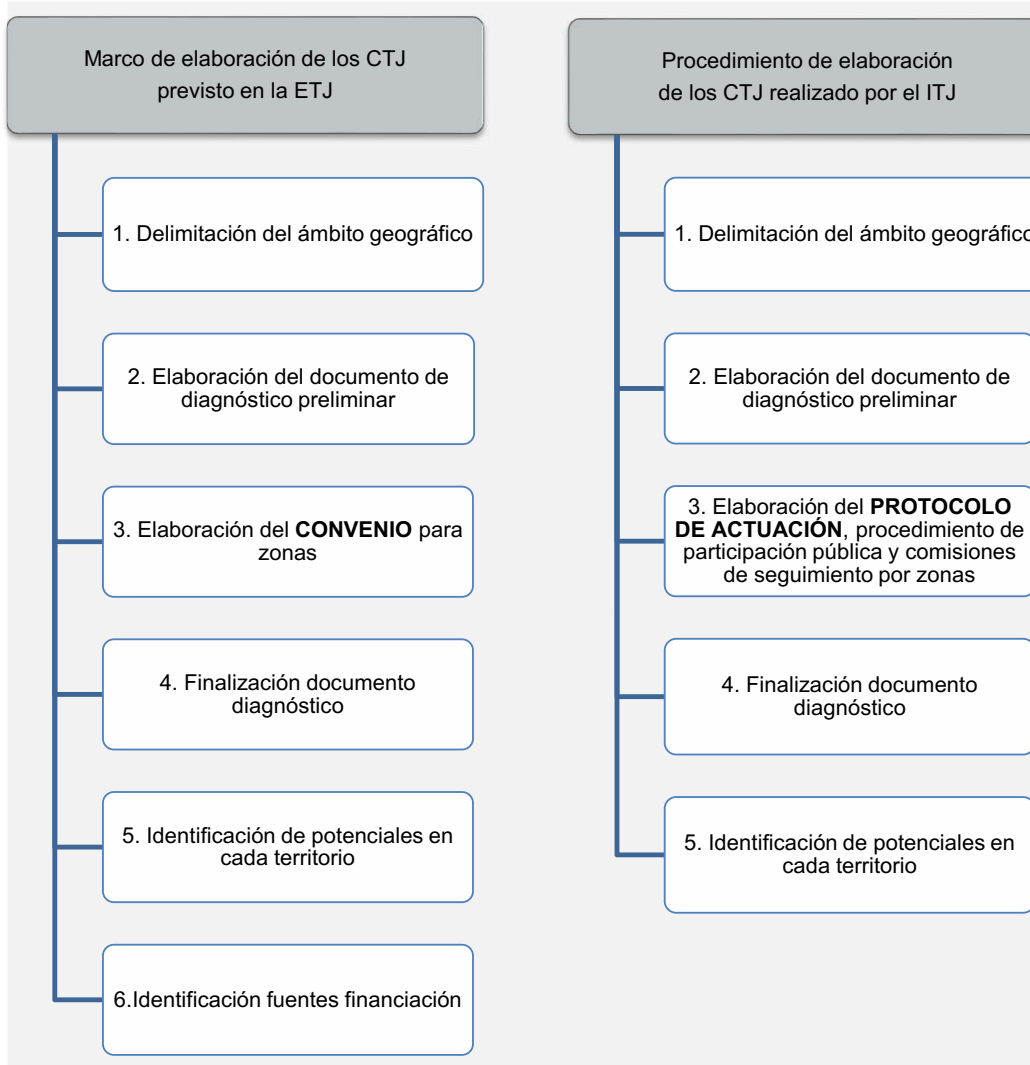 Marco de elaboración de los CTJ
previsto en la ETJ
1. Delimitación del ámbito geográfico
2. Elaboración del documento de
diagnóstico preliminar
3. Elaboración del CONVENIO para
zonas
4. Finalización documento
diagnóstico
5. Identificación de potenciales en
cada territorio
6.Identificación fuentes financiación
Procedimiento de elaboración
de los CTJ realizado por el ITJ
1. Delimitación del ámbito geográfico
2. Elaboración del documento de
diagnóstico preliminar
3. Elaboración del PROTOCOLO
DE ACTUACIÓN, procedimiento de
participación pública y comisiones
de seguimiento por zonas
4. Finalización documento
diagnóstico
5. Identificación de potenciales en
cada territorio